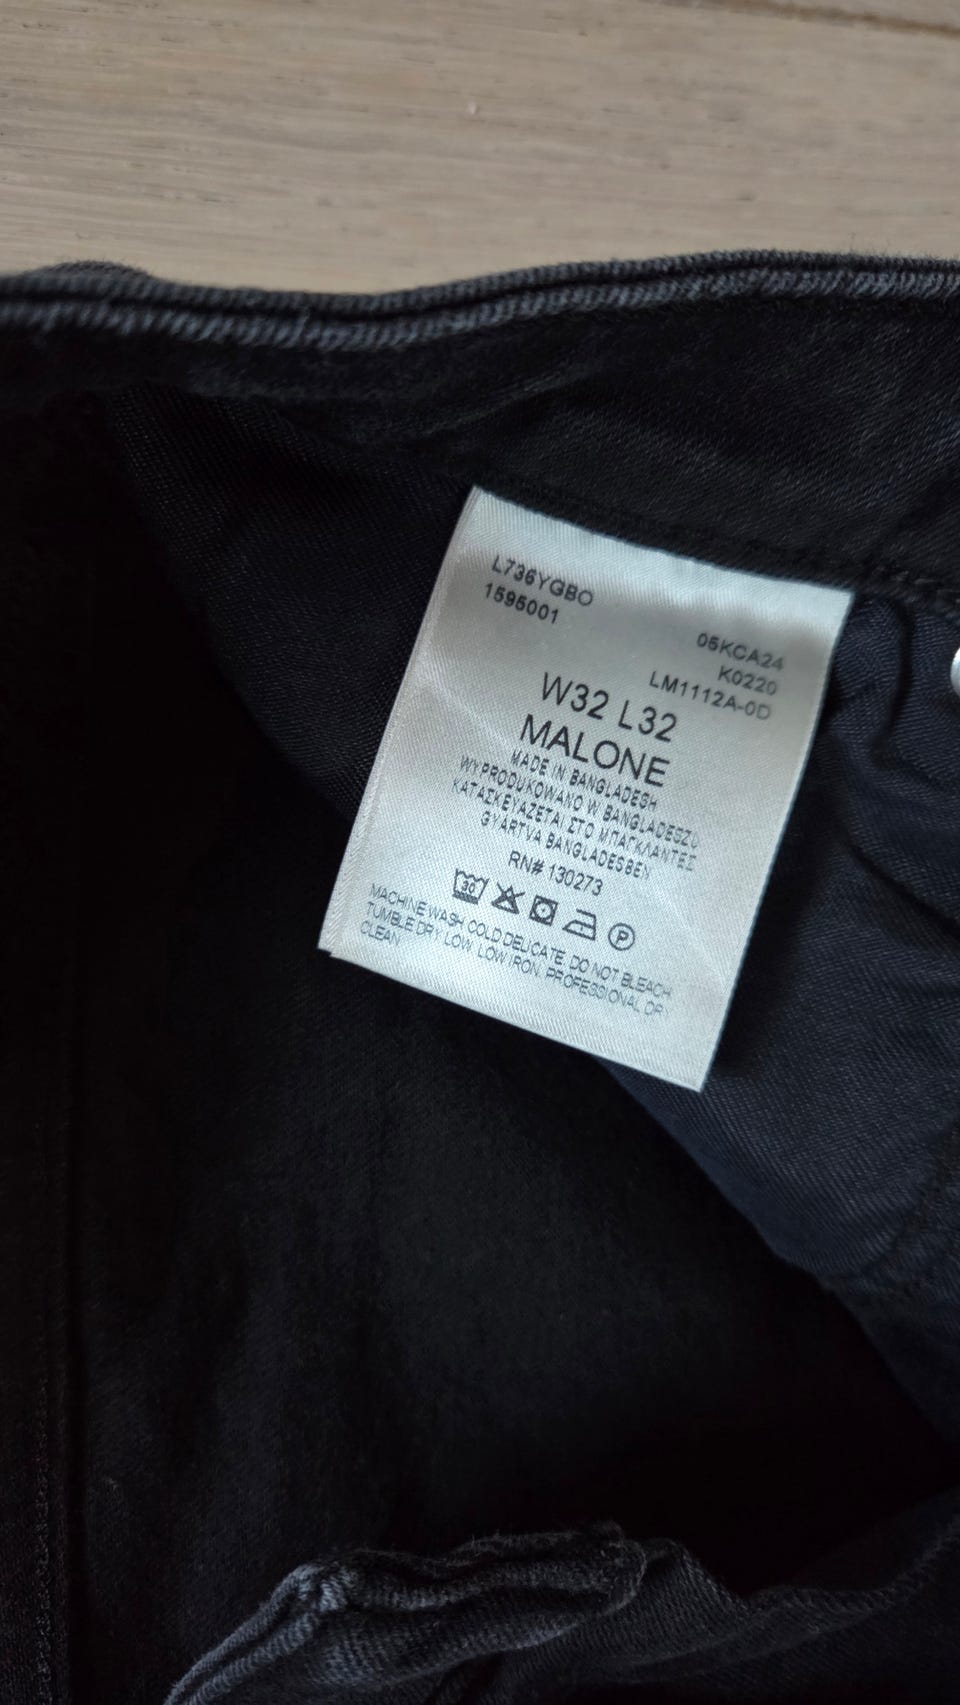 L736YGBO
1595001
05KCA24
K0220
LM1112A-0D
W32 L32
MALONE
MADE IN BANGLADESH
WYPRODUKOWANO W BANGLADESZU
ΚΑΤΑΣΚΕΥΑΖΕΤΑΙ ΣΤΟ ΜΠΑΓΚΛΑΝΤΕΣ
GYÁRTVA BANGLADESBEN
RN# 130273
30 P
MACHINE WASH COLD DELICATE. DO NOT BLEACH.
TUMBLE DRY LOW. LOW IRON. PROFESSIONAL DRY
CLEAN